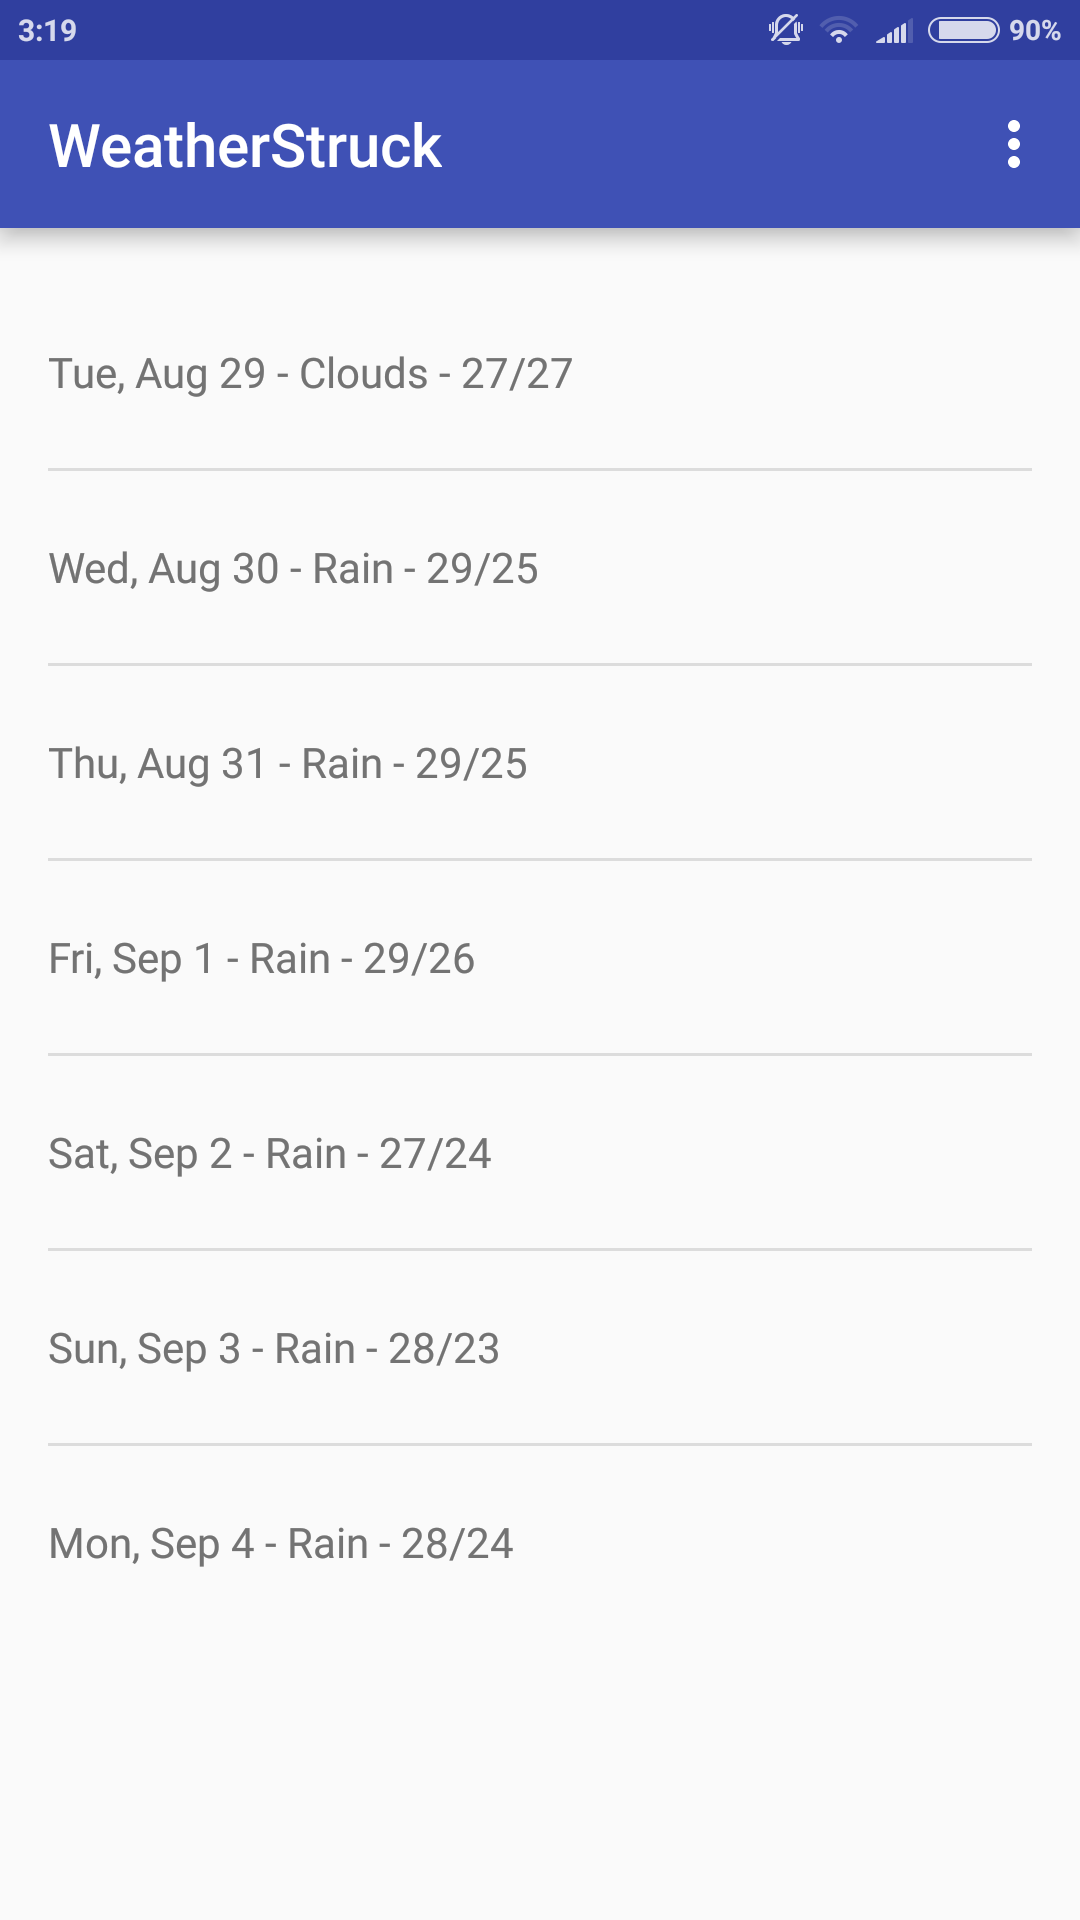 3:19 90%
WeatherStruck
Tue, Aug 29 - Clouds - 27/27
Wed, Aug 30 - Rain - 29/25
Thu, Aug 31 - Rain - 29/25
Fri, Sep 1 - Rain - 29/26
Sat, Sep 2 - Rain - 27/24
Sun, Sep 3 - Rain - 28/23
Mon, Sep 4 - Rain - 28/24